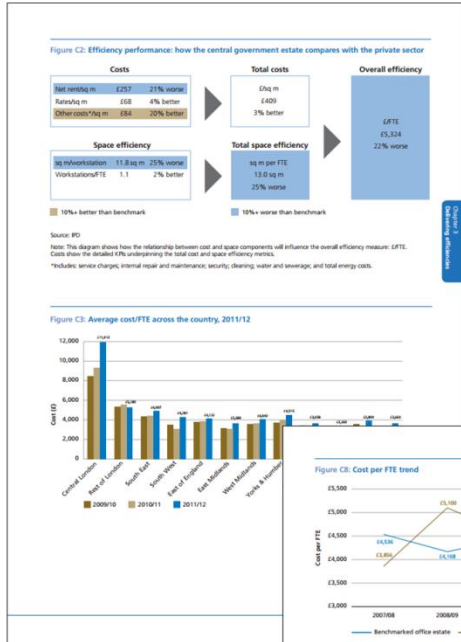 Figure C2: Efficiency performance: how the central government estate compares with the private sector
Costs
Net rent/sq m £257 21% worse
Rates/sq m £68 4% better
Other costs*/sq m £84 20% better
Total costs
£/sq m
£409
3% better
Overall efficiency
£/FTE
£5,324
22% worse
Space efficiency
sq m/workstation 11.8 sq m 25% worse
Workstations/FTE 1.1 2% better
Total space efficiency
sq m per FTE
13.0 sq m
25% worse
10%+ better than benchmark
10%+ worse than benchmark
Chapter 3
Delivering efficiencies
Source: IPD
Note: This diagram shows how the relationship between cost and space components will influence the overall efficiency measure: £/FTE.
Costs show the detailed KPIs underpinning the total cost and space efficiency metrics.
*Includes: service charges; internal repair and maintenance; security; cleaning; water and sewerage; and total energy costs.
Figure C3: Average cost/FTE across the country, 2011/12
Cost (£)
12,000
10,000
8,000
6,000
4,000
2,000
0
Central London
Rest of London
South East
South West
East of England
East Midlands
West Midlands
Yorks & Humber
2009/10
2010/11
2011/12
Figure C8: Cost per FTE trend
Cost per FTE
£5,500
£5,000
£4,500
£4,000
£3,500
£3,000
£5,100
£4,536
£3,856
£4,168
2007/08
2008/09
Benchmarked office estate